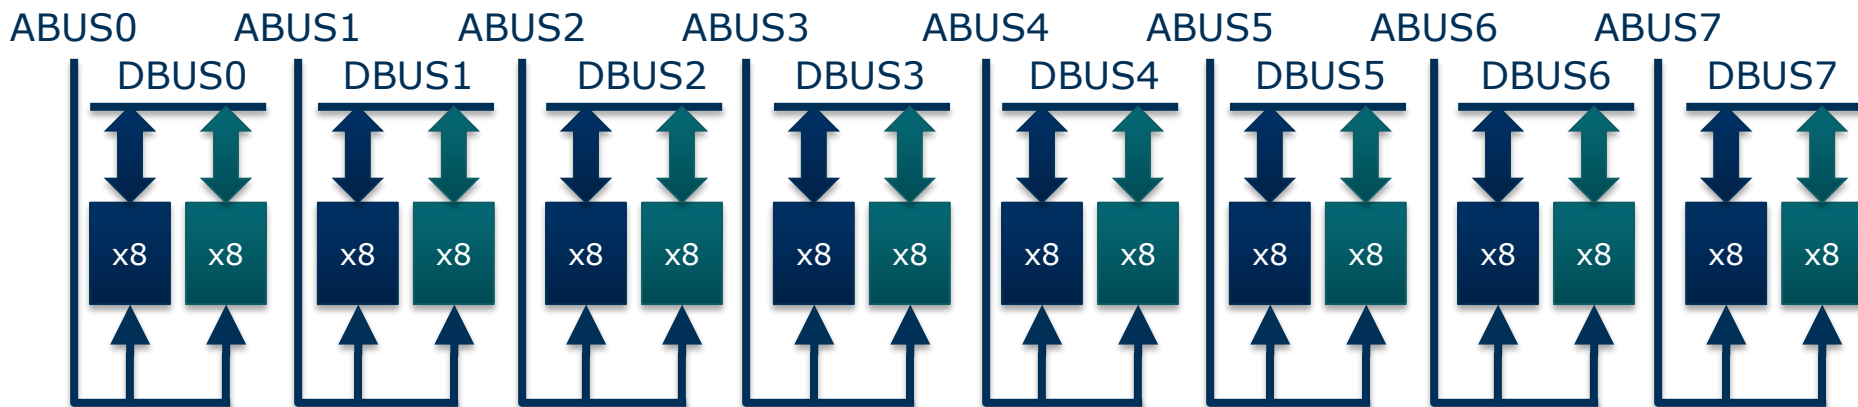 ABUS0 ABUS1 ABUS2 ABUS3 ABUS4 ABUS5 ABUS6 ABUS7
DBUS0 DBUS1 DBUS2 DBUS3 DBUS4 DBUS5 DBUS6 DBUS7
x8 x8 x8 x8 x8 x8 x8 x8 x8 x8 x8 x8 x8 x8 x8 x8